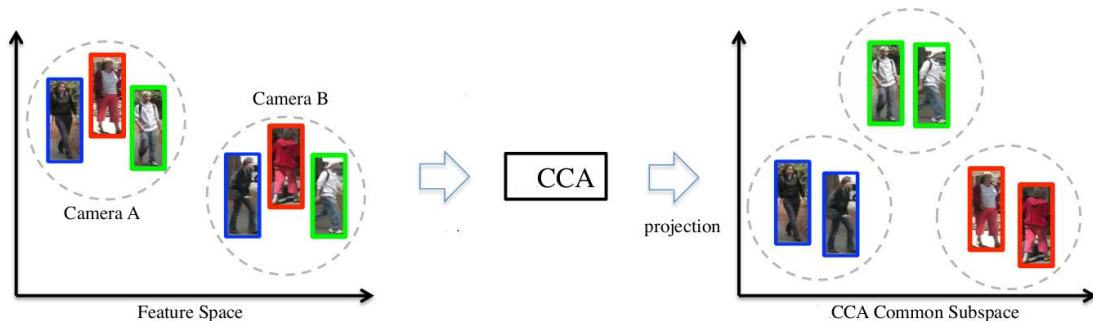 Camera B
Camera A
CCA
projection
Feature Space
CCA Common Subspace